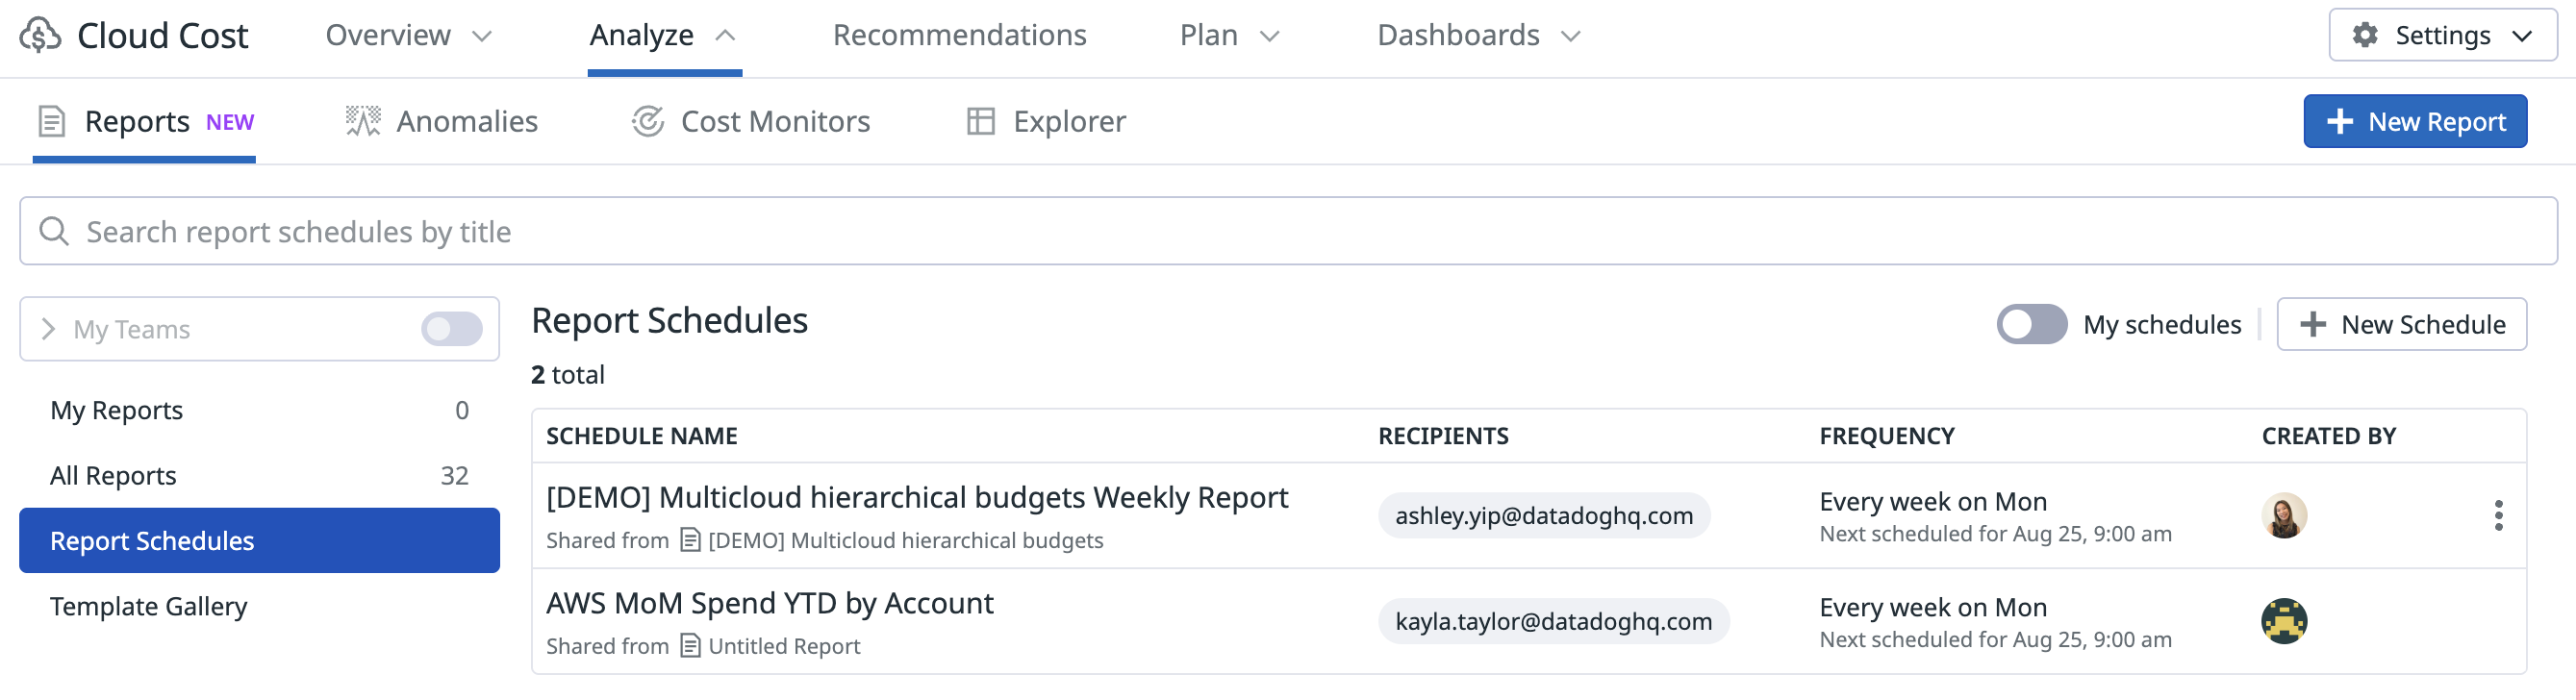 Cloud Cost Overview Analyze Recommendations Plan Dashboards Settings
Reports NEW Anomalies Cost Monitors Explorer New Report
Search report schedules by title
My Teams
My Reports 0
All Reports 32
Report Schedules
Template Gallery
Report Schedules My schedules New Schedule
2 total
SCHEDULE NAME RECIPIENTS FREQUENCY CREATED BY
[DEMO] Multicloud hierarchical budgets Weekly Report ashley.yip@datadoghq.com Every week on Mon
Shared from [DEMO] Multicloud hierarchical budgets Next scheduled for Aug 25, 9:00 am
AWS MoM Spend YTD by Account kayla.taylor@datadoghq.com Every week on Mon
Shared from Untitled Report Next scheduled for Aug 25, 9:00 am